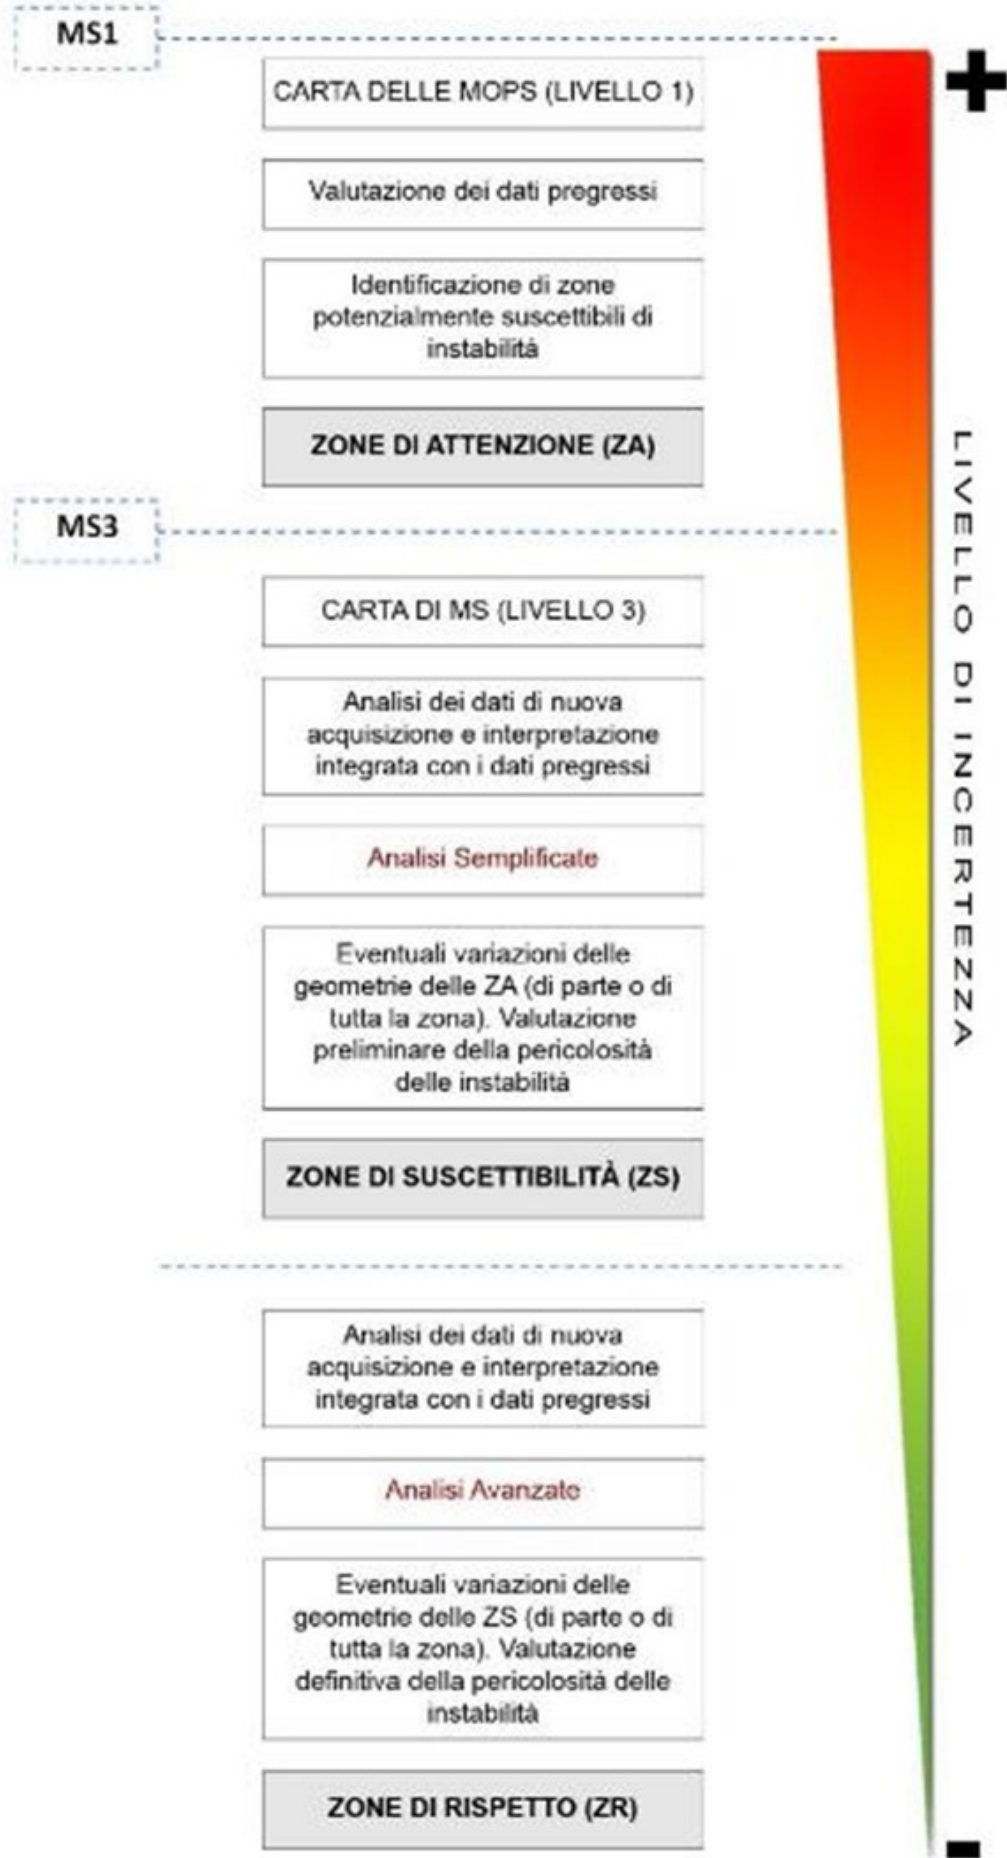 MS1
CARTA DELLE MOPS (LIVELLO 1)
Valutazione dei dati pregressi
Identificazione di zone
potenzialmente suscettibili di
instabilità
ZONE DI ATTENZIONE (ZA)
MS3
CARTA DI MS (LIVELLO 3)
Analisi dei dati di nuova
acquisizione e interpretazione
integrata con i dati pregressi
Analisi Semplificate
Eventuali variazioni delle
geometrie delle ZA (di parte o di
tutta la zona). Valutazione
preliminare della pericolosità
delle instabilità
ZONE DI SUSCETTIBILITÀ (ZS)
Analisi dei dati di nuova
acquisizione e interpretazione
integrata con i dati pregressi
Analisi Avanzate
Eventuali variazioni delle
geometrie delle ZS (di parte o di
tutta la zona). Valutazione
definitiva della pericolosità delle
instabilità
ZONE DI RISPETTO (ZR)
+
LIVELLO DI INCERTEZZA
-